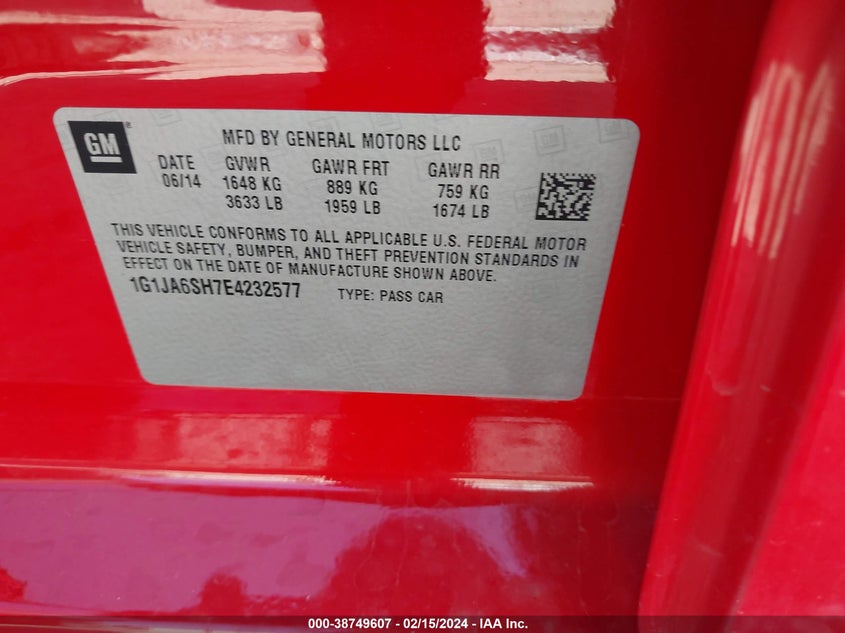 GM
MFD BY GENERAL MOTORS LLC
DATE GVWR GAWR FRT GAWR RR
06/14 1648 KG 889 KG 759 KG
3633 LB 1959 LB 1674 LB
THIS VEHICLE CONFORMS TO ALL APPLICABLE U.S. FEDERAL MOTOR
VEHICLE SAFETY, BUMPER, AND THEFT PREVENTION STANDARDS IN
EFFECT ON THE DATE OF MANUFACTURE SHOWN ABOVE.
1G1JA6SH7E4232577 TYPE: PASS CAR
000-38749607 - 02/15/2024 - IAA Inc.